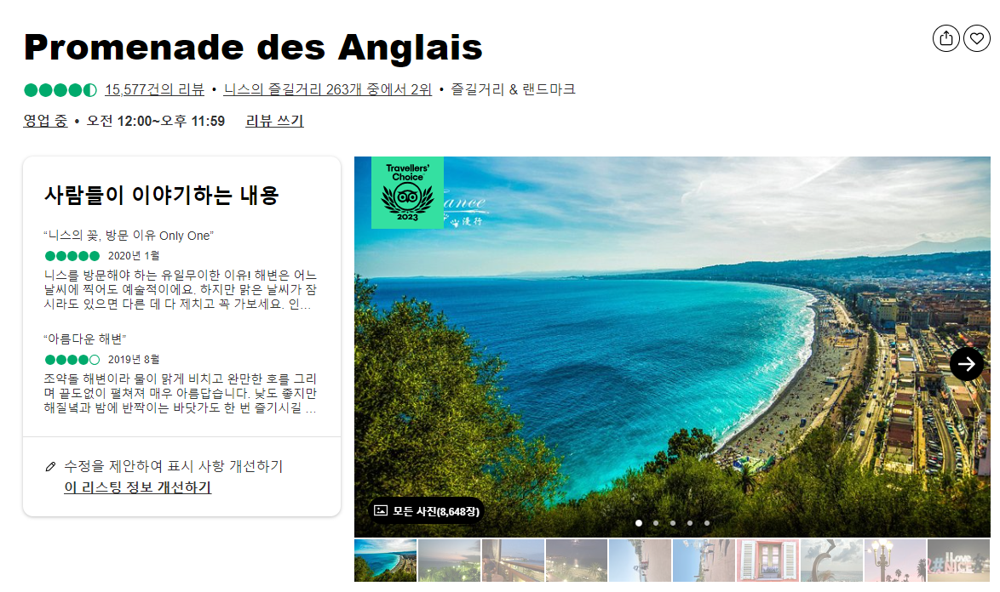 Promenade des Anglais
15,577건의 리뷰 • 니스의 즐길거리 263개 중에서 2위 • 즐길거리 & 랜드마크
영업 중 • 오전 12:00~오후 11:59 리뷰 쓰기
사람들이 이야기하는 내용
“니스의 꽃, 방문 이유 Only One”
2020년 1월
니스를 방문해야 하는 유일무이한 이유! 해변은 어느
날씨에 찍어도 예술적이에요. 하지만 맑은 날씨가 잠
시라도 있으면 다른 데 다 제치고 꼭 가보세요. 인…
“아름다운 해변”
2019년 8월
조약돌 해변이라 물이 맑게 비치고 완만한 호를 그리
며 끝도없이 펼쳐져 매우 아름답습니다. 낮도 좋지만
해질녘과 밤에 반짝이는 바닷가도 한 번 즐기시길 …
수정을 제안하여 표시 사항 개선하기
이 리스팅 정보 개선하기
Travellers'
Choice
2023
ance
漫行
모든 사진(8,648장)
I Love
#NICE